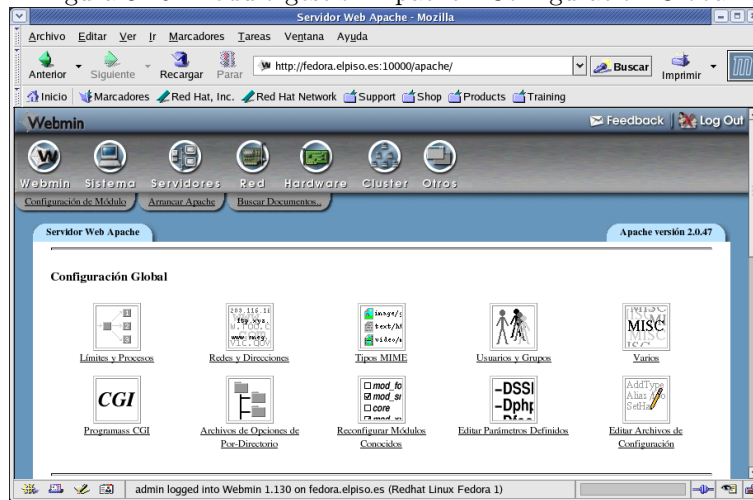 Servidor Web Apache - Mozilla
Archivo Editar Ver Ir Marcadores Tareas Ventana Ayuda
Anterior Siguiente Recargar Parar http://fedora.elpiso.es:10000/apache/ Buscar Imprimir
Inicio Marcadores Red Hat, Inc. Red Hat Network Support Shop Products Training
Webmin Feedback Log Out
Webmin Sistema Servidores Red Hardware Cluster Otros
Configuración de Módulo Arrancar Apache Buscar Documentos..
Servidor Web Apache Apache versión 2.0.47
Configuración Global
Límites y Procesos Redes y Direcciones Tipos MIME Usuarios y Grupos Varios
CGI
Programass CGI Archivos de Opciones de Por-Directorio Reconfigurar Módulos Conocidos Editar Parámetros Definidos Editar Archivos de Configuración
admin logged into Webmin 1.130 on fedora.elpiso.es (Redhat Linux Fedora 1)